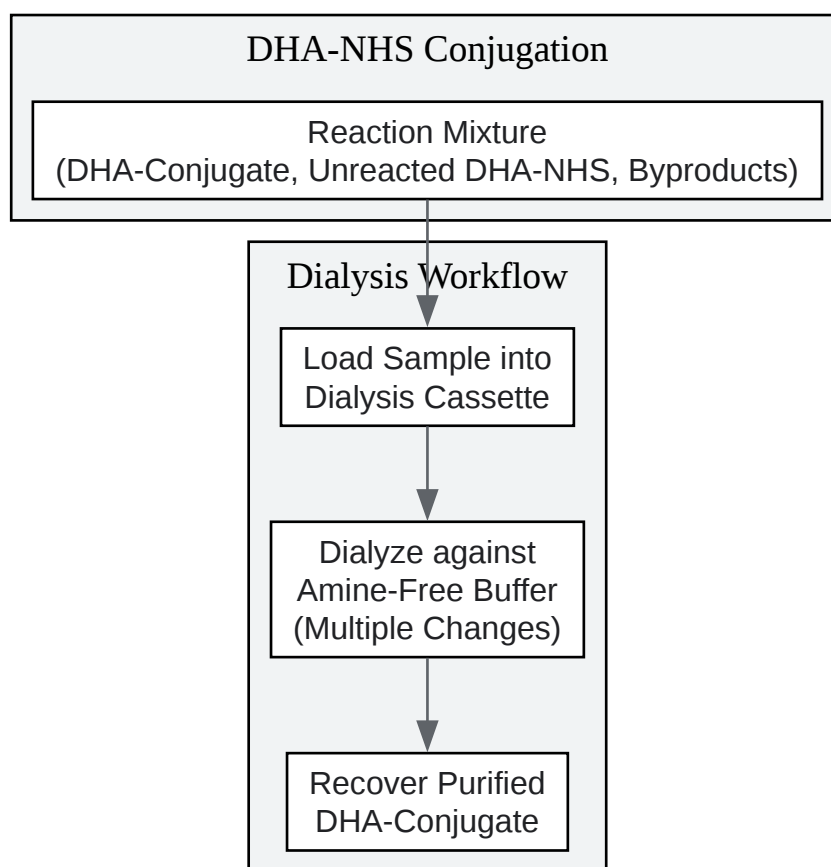 DHA-NHS Conjugation
Reaction Mixture
(DHA-Conjugate, Unreacted DHA-NHS, Byproducts)
Dialysis Workflow
Load Sample into
Dialysis Cassette
Dialyze against
Amine-Free Buffer
(Multiple Changes)
Recover Purified
DHA-Conjugate